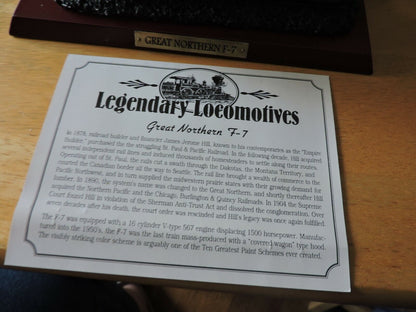 GREAT NORTHERN F-7
Legendary Locomotives
Great Northern F-7
In 1878, railroad builder and financier James Jerome Hill, known to his contemporaries as the "Empire
Builder," purchased the struggling St. Paul & Pacific Railroad. In the following decade, Hill acquired
several independent rail lines and induced thousands of homesteaders to settle along their routes.
Operating out of St. Paul, the rails cut a swath through the Dakotas, the Montana Territory, and
entered the Canadian border all the way to Seattle. The rail line brought a wealth of commerce to the
Pacific Northwest, and in turn supplied the midwestern prairie states with their growing demand for
lumber. In 1890, the system's name was changed to the Great Northern, and shortly thereafter Hill
acquired the Northern Pacific and the Chicago, Burlington & Quincy Railroads. In 1904 the Supreme
Court found Hill in violation of the Sherman Anti-Trust Act and dissolved the conglomeration. Over
seven decades after his death, the court order was rescinded and Hill's legacy was once again fulfilled
The F-7 was equipped with a 16 cylinder V-type 567 engine displacing 1500 horsepower. Manufac-
tured into the 1950's, the F-7 was the last train mass-produced with a "covered wagon" type hood.
The visibly striking color scheme is arguably one of the Ten Greatest Paint Schemes ever created.